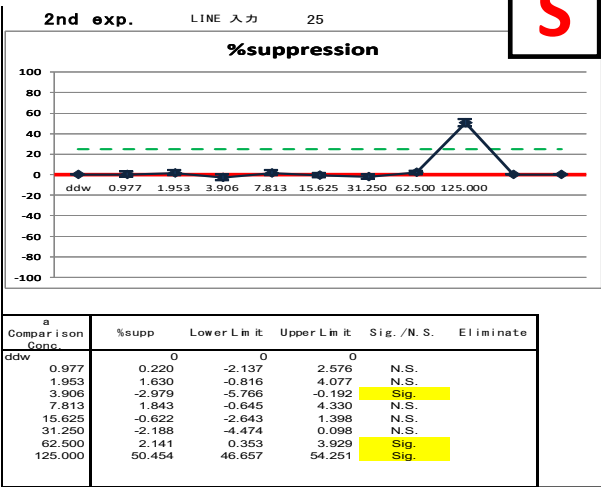 2nd exp. LINE 入力 25
S
%suppression
100
80
60
40
20
0
-20
-40
-60
-80
-100
ddw 0.977 1.953 3.906 7.813 15.625 31.250 62.500 125.000
a
Comparison Conc. %supp LowerLimit UpperLimit Sig./N.S. Eliminate
ddw 0 0 0
0.977 0.220 -2.137 2.576 N.S.
1.953 1.630 -0.816 4.077 N.S.
3.906 -2.979 -5.766 -0.192 Sig.
7.813 1.843 -0.645 4.330 N.S.
15.625 -0.622 -2.643 1.398 N.S.
31.250 -2.188 -4.474 0.098 N.S.
62.500 2.141 0.353 3.929 Sig.
125.000 50.454 46.657 54.251 Sig.